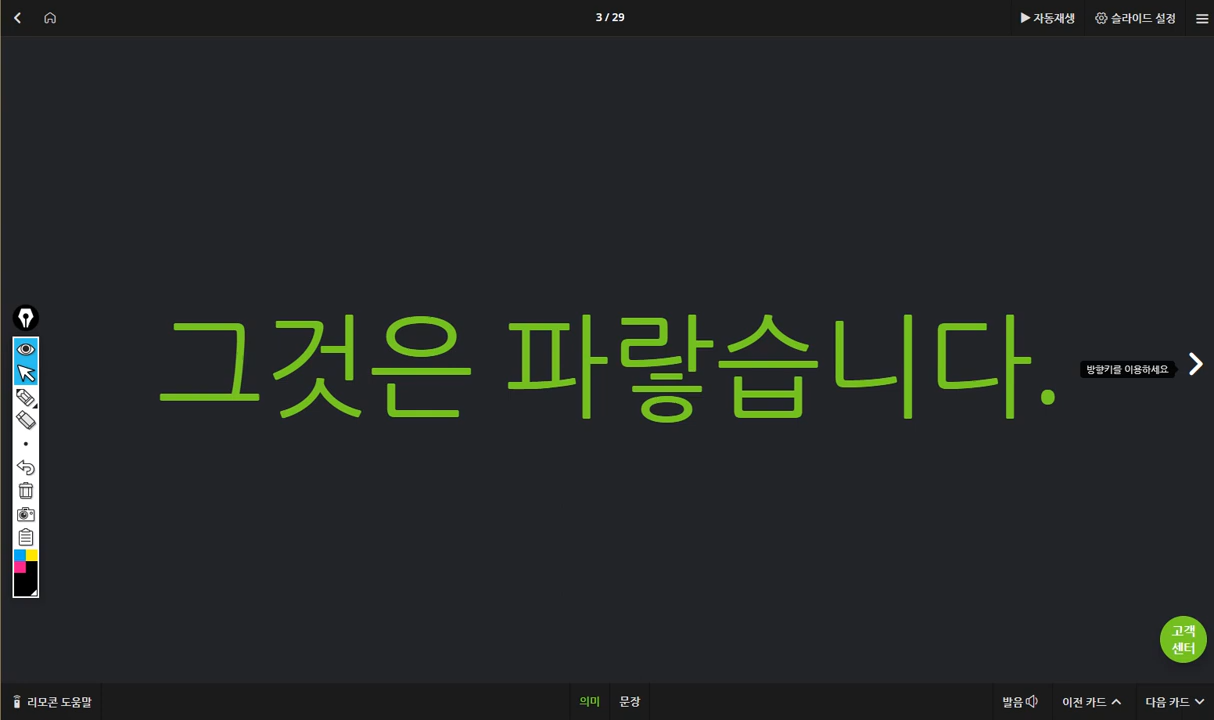 3 / 29
자동재생
슬라이드 설정
그것은 파랗습니다.
방향키를 이용하세요
고객
센터
리모콘 도움말
의미
문장
발음
이전 카드
다음 카드